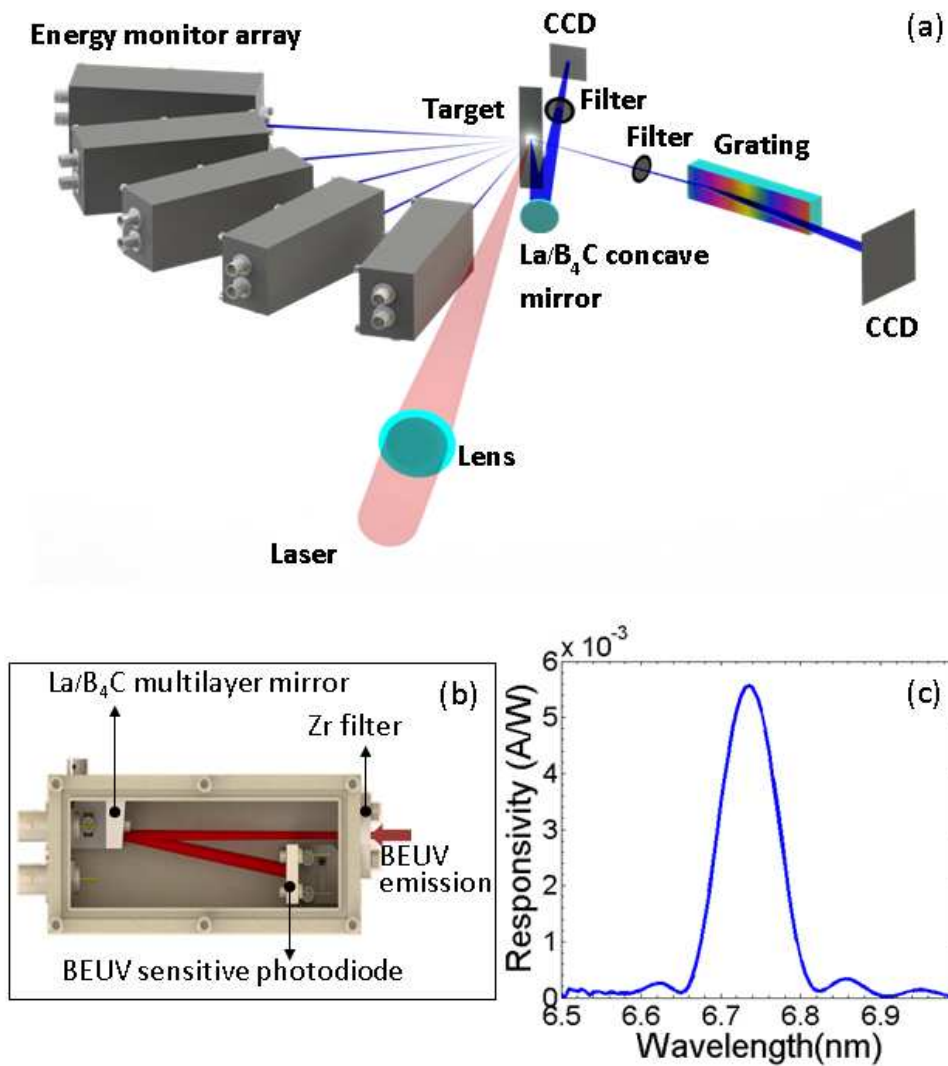 CCD
(a)
Energy monitor array
Filter
Target
Filter
Grating
La/B₄C concave
mirror
CCD
Lens
Laser
La/B₄C multilayer mirror
(b)
Zr filter
BEUV
emission
BEUV sensitive photodiode
× 10⁻³
(c)
6
5
4
3
2
1
0
Responsivity (A/W)
6.5 6.6 6.7 6.8 6.9
Wavelength(nm)